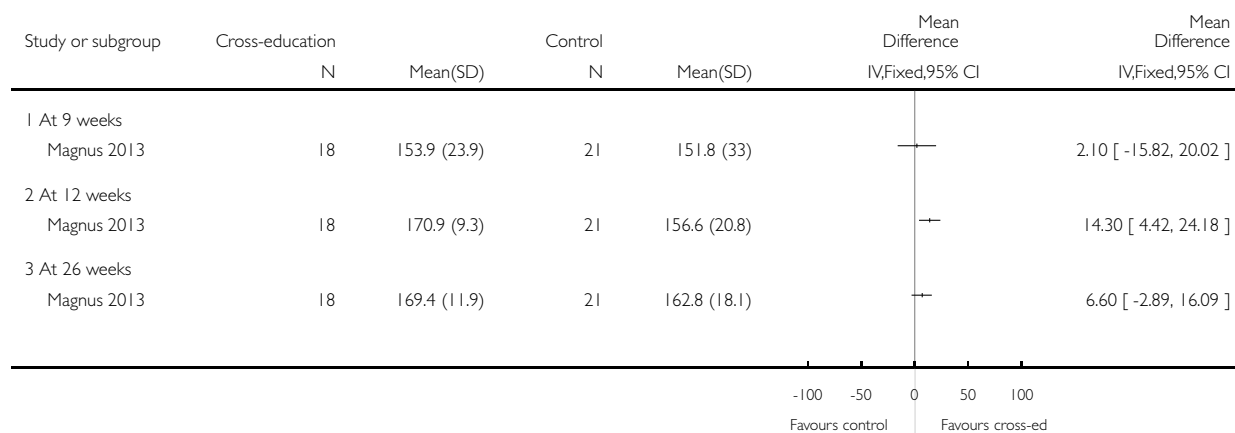 Mean Mean
Study or subgroup Cross-education Control Difference Difference
N Mean(SD) N Mean(SD) IV,Fixed,95% CI IV,Fixed,95% CI
1 At 9 weeks
Magnus 2013 18 153.9 (23.9) 21 151.8 (33) 2.10 [ -15.82, 20.02 ]
2 At 12 weeks
Magnus 2013 18 170.9 (9.3) 21 156.6 (20.8) 14.30 [ 4.42, 24.18 ]
3 At 26 weeks
Magnus 2013 18 169.4 (11.9) 21 162.8 (18.1) 6.60 [ -2.89, 16.09 ]
-100 -50 0 50 100
Favours control Favours cross-ed